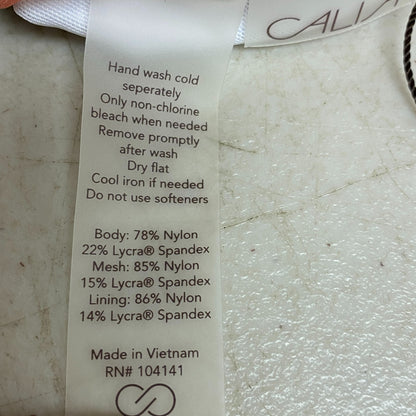 CALIA
Hand wash cold
seperately
Only non-chlorine
bleach when needed
Remove promptly
after wash
Dry flat
Cool iron if needed
Do not use softeners
Body: 78% Nylon
22% Lycra® Spandex
Mesh: 85% Nylon
15% Lycra® Spandex
Lining: 86% Nylon
14% Lycra® Spandex
Made in Vietnam
RN# 104141